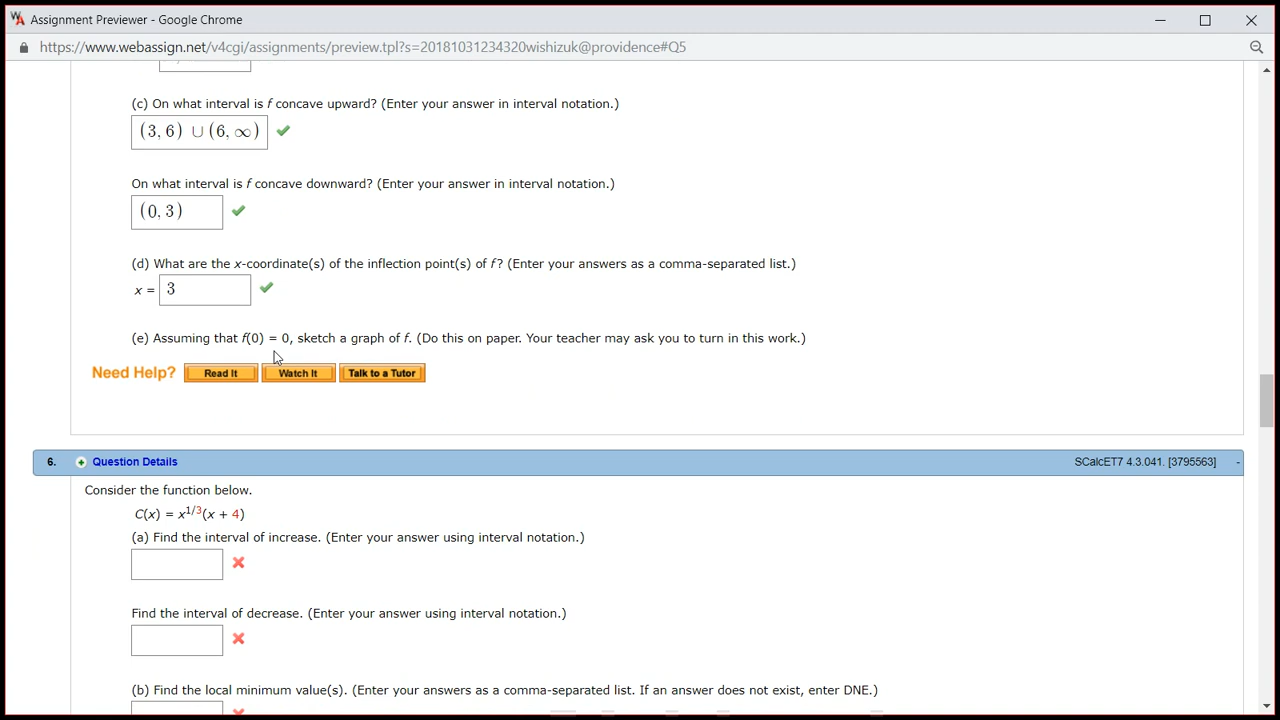 Assignment Previewer - Google Chrome
https://www.webassign.net/v4cgi/assignments/preview.tpl?s=20181031234320wishizuk@providence#Q5
(c) On what interval is f concave upward? (Enter your answer in interval notation.)
(3, 6) ∪ (6, ∞)
On what interval is f concave downward? (Enter your answer in interval notation.)
(0, 3)
(d) What are the x-coordinate(s) of the inflection point(s) of f? (Enter your answers as a comma-separated list.)
x = 3
(e) Assuming that f(0) = 0, sketch a graph of f. (Do this on paper. Your teacher may ask you to turn in this work.)
Need Help? Read It Watch It Talk to a Tutor
6. Question Details SCalcET7 4.3.041. [3795563] -
Consider the function below.
C(x) = x^1/3(x + 4)
(a) Find the interval of increase. (Enter your answer using interval notation.)
Find the interval of decrease. (Enter your answer using interval notation.)
(b) Find the local minimum value(s). (Enter your answers as a comma-separated list. If an answer does not exist, enter DNE.)